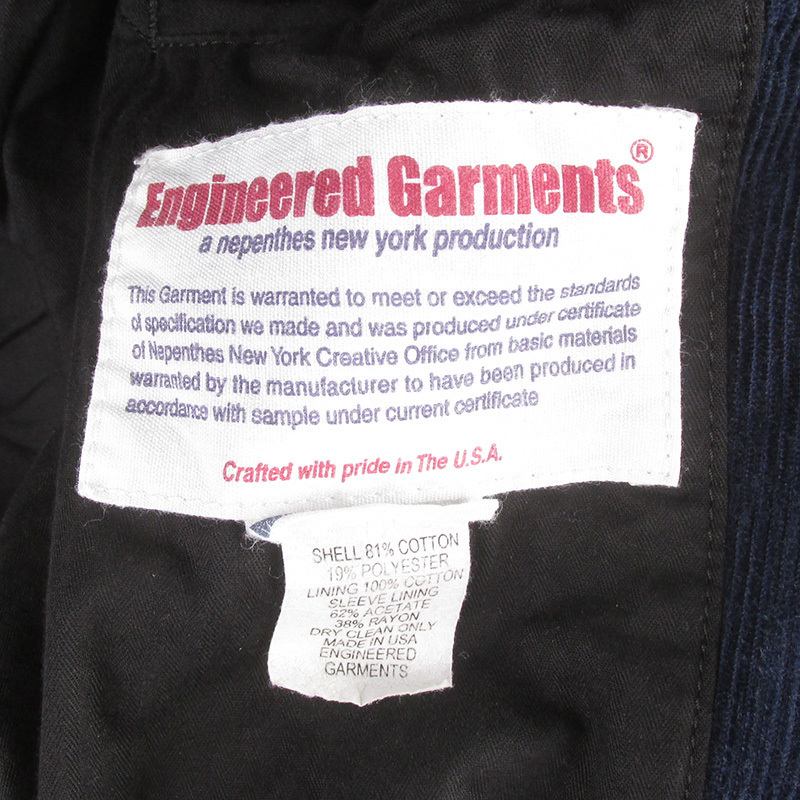 Engineered Garments®
a nepenthes new york production
This Garment is warranted to meet or exceed the standards
of specification we made and was produced under certificate
of Nepenthes New York Creative Office from basic materials
warranted by the manufacturer to have been produced in
accordance with sample under current certificate
Crafted with pride in The U.S.A.
SHELL 81% COTTON
19% POLYESTER
LINING 100% COTTON
SLEEVE LINING
62% ACETATE
38% RAYON
DRY CLEAN ONLY
MADE IN USA
ENGINEERED
GARMENTS